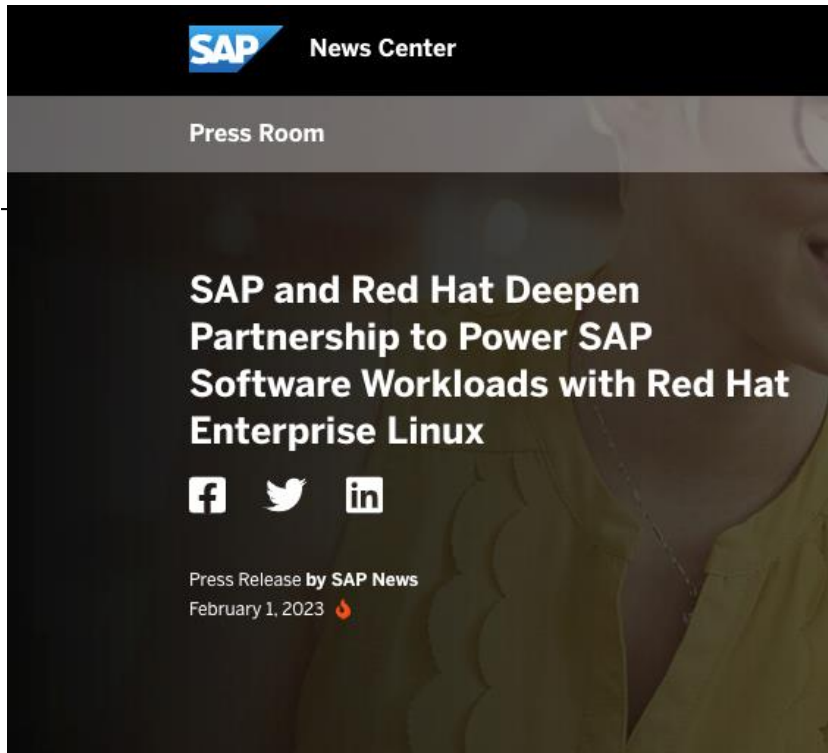 SAP News Center
Press Room
SAP and Red Hat Deepen
Partnership to Power SAP
Software Workloads with Red Hat
Enterprise Linux
f in
Press Release by SAP News
February 1, 2023